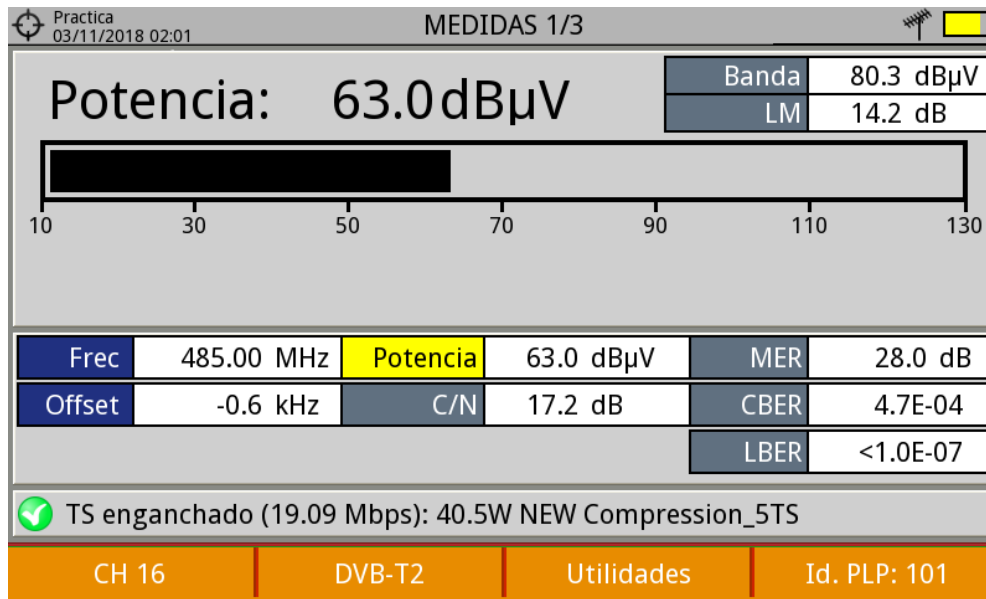 Practica
03/11/2018 02:01
MEDIDAS 1/3
Potencia: 63.0 dBµV
Banda 80.3 dBµV
LM 14.2 dB
10 30 50 70 90 110 130
Frec 485.00 MHz Potencia 63.0 dBµV MER 28.0 dB
Offset -0.6 kHz C/N 17.2 dB CBER 4.7E-04
LBER <1.0E-07
TS enganchado (19.09 Mbps): 40.5W NEW Compression_5TS
CH 16 DVB-T2 Utilidades Id. PLP: 101